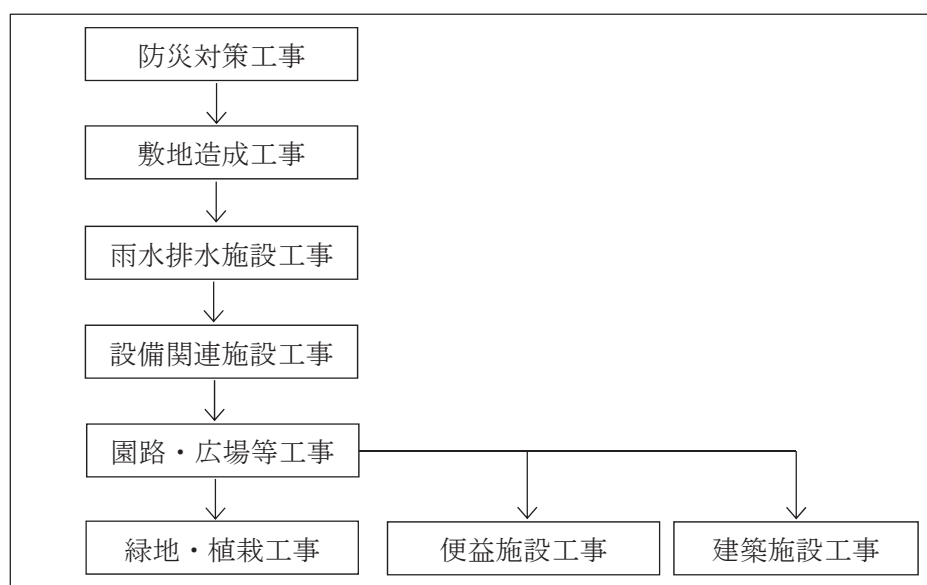 防災対策工事
敷地造成工事
雨水排水施設工事
設備関連施設工事
園路・広場等工事
緑地・植栽工事
便益施設工事
建築施設工事